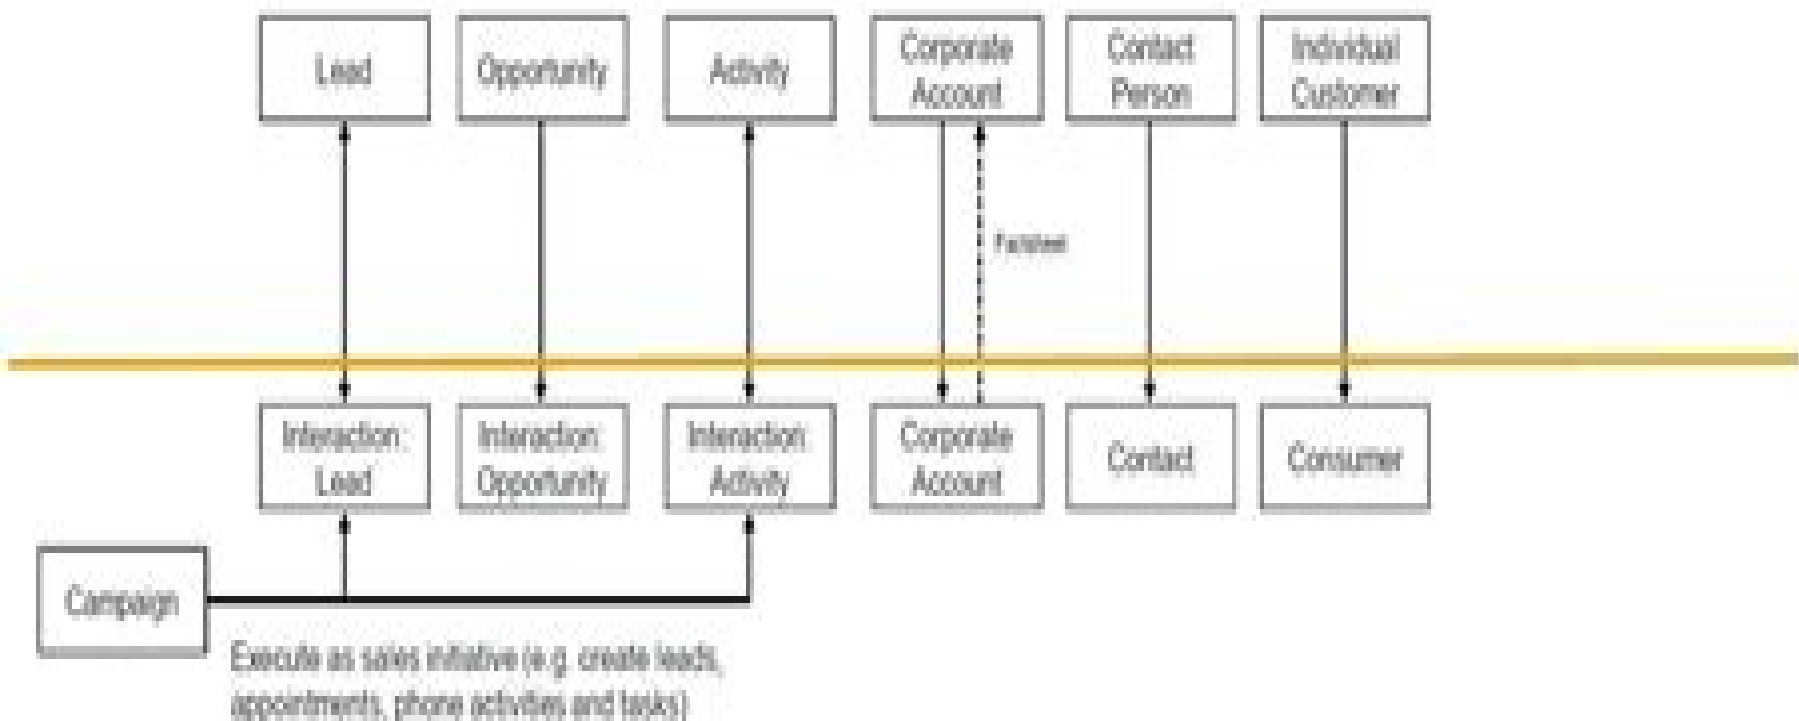 Lead
Opportunity
Activity
Corporate
Account
Contact
Person
Individual
Customer
Factsheet
Interaction:
Lead
Interaction:
Opportunity
Interaction:
Activity
Corporate
Account
Contact
Consumer
Campaign
Execute as sales initiative (e.g. create leads,
appointments, phone activities and tasks)